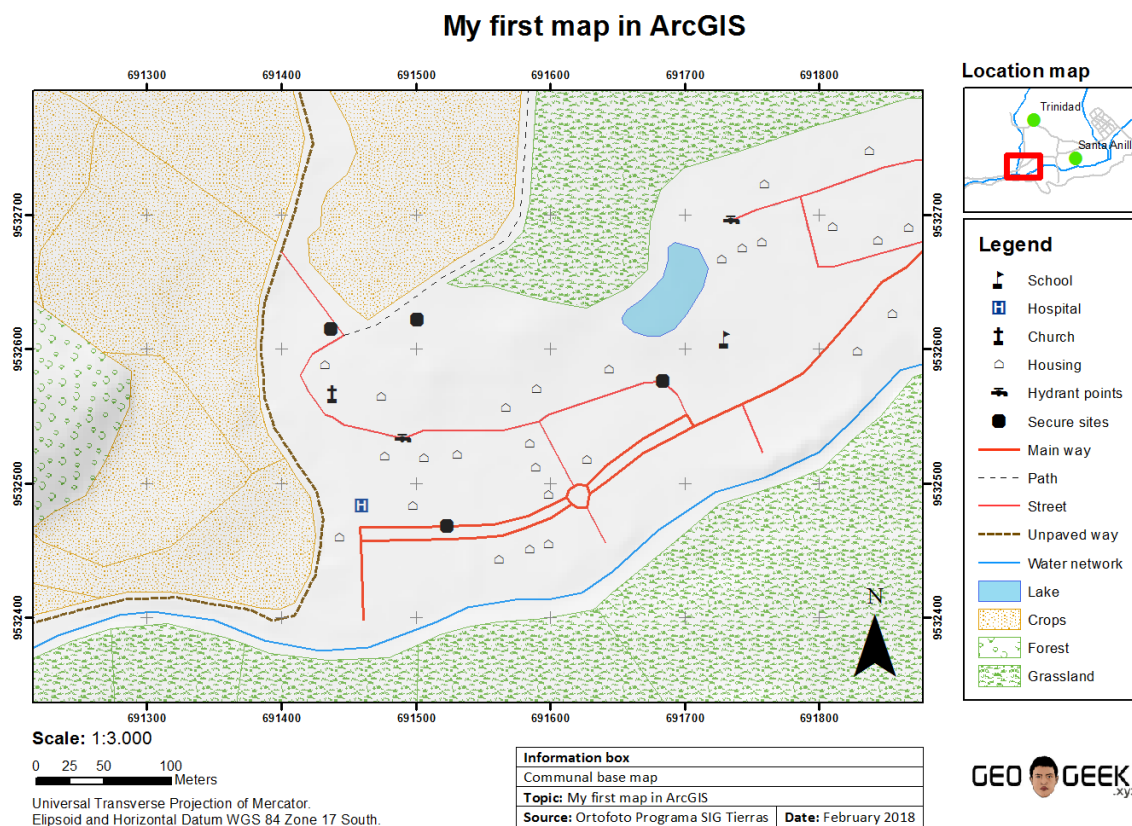 My first map in ArcGIS
691300 691400 691500 691600 691700 691800
9532700 9532700
9532600 9532600
9532500 9532500
9532400 9532400
H
N
691300 691400 691500 691600 691700 691800
Location map
Trinidad
Santa Anill
Legend
School
H Hospital
Church
Housing
Hydrant points
Secure sites
Main way
Path
Street
Unpaved way
Water network
Lake
Crops
Forest
Grassland
Scale: 1:3.000
0 25 50 100
Meters
Universal Transverse Projection of Mercator.
Elipsoid and Horizontal Datum WGS 84 Zone 17 South.
Information box
Communal base map
Topic: My first map in ArcGIS
Source: Ortofoto Programa SIG Tierras Date: February 2018
GEO GEEK
.xyz